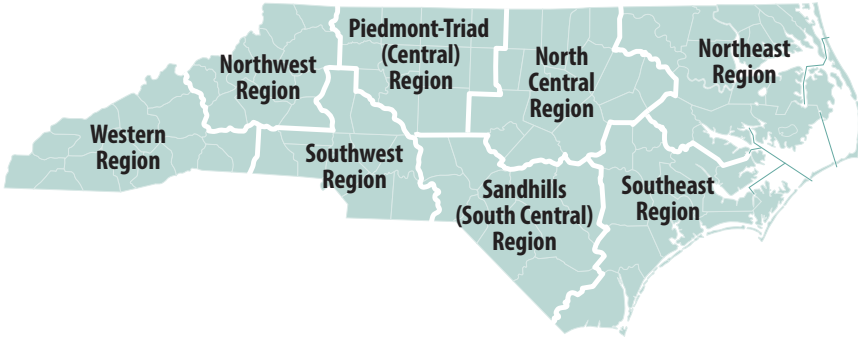 Piedmont-Triad
(Central)
Region
Northwest
Region
North
Central
Region
Northeast
Region
Western
Region
Southwest
Region
Sandhills
(South Central)
Region
Southeast
Region